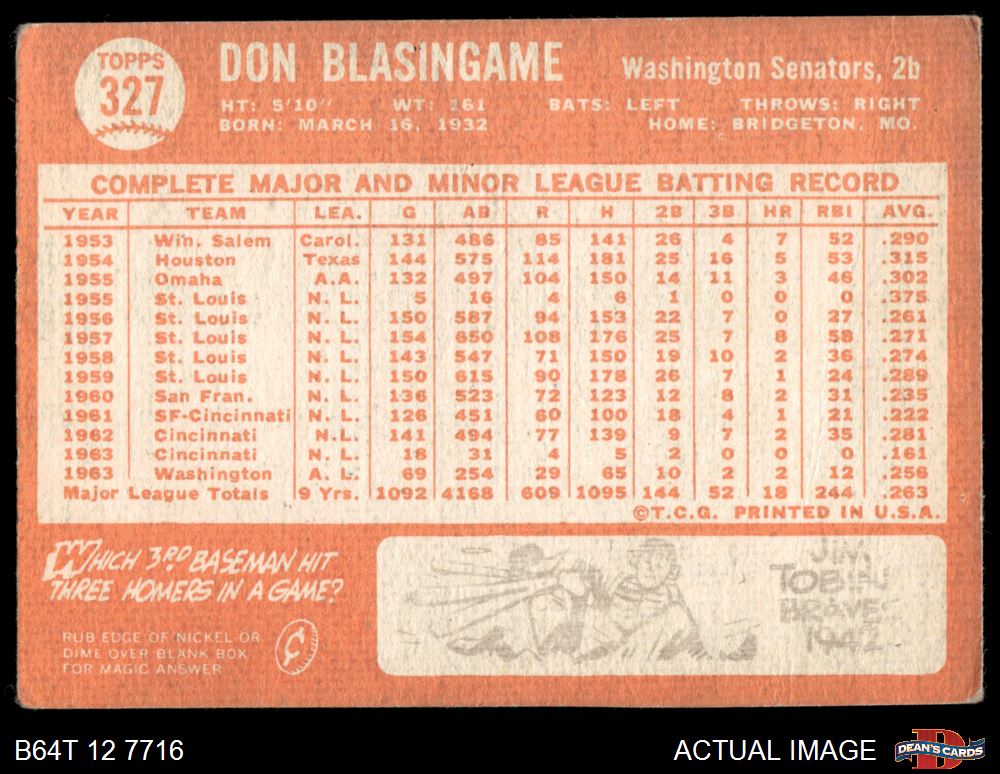 TOPPS
327
DON BLASINGAME
Washington Senators, 2b
HT: 5'10" WT: 161 BATS: LEFT THROWS: RIGHT
BORN: MARCH 16, 1932 HOME: BRIDGETON, MO.
COMPLETE MAJOR AND MINOR LEAGUE BATTING RECORD
YEAR TEAM LEA. G AB R H 2B 3B HR RBI AVG.
1953 Win. Salem Carol. 131 486 85 141 26 4 7 52 .290
1954 Houston Texas 144 575 114 181 25 16 5 53 .315
1955 Omaha A.A. 132 497 104 150 14 11 3 46 .302
1955 St. Louis N. L. 5 16 4 6 1 0 0 0 .375
1956 St. Louis N. L. 150 587 94 153 22 7 0 27 .261
1957 St. Louis N. L. 154 650 108 176 25 7 8 58 .271
1958 St. Louis N. L. 143 547 71 150 19 10 2 36 .274
1959 St. Louis N. L. 150 615 90 178 26 7 1 24 .289
1960 San Fran. N. L. 136 523 72 123 12 8 2 31 .235
1961 SF-Cincinnati N. L. 126 451 60 100 18 4 1 21 .222
1962 Cincinnati N.L. 141 494 77 139 9 7 2 35 .281
1963 Cincinnati N. L. 18 31 4 5 2 0 0 0 .161
1963 Washington A. L. 69 254 29 65 10 2 2 12 .256
Major League Totals 9 Yrs. 1092 4168 609 1095 144 52 18 244 .263
©T.C.G. PRINTED IN U.S.A.
WHICH 3RD BASEMAN HIT
THREE HOMERS IN A GAME?
RUB EDGE OF NICKEL OR
DIME OVER BLANK BOX
FOR MAGIC ANSWER
¢
JIM
TOBIN
BRAVES
1942
B64T 12 7716
ACTUAL IMAGE
D
DEAN'S CARDS